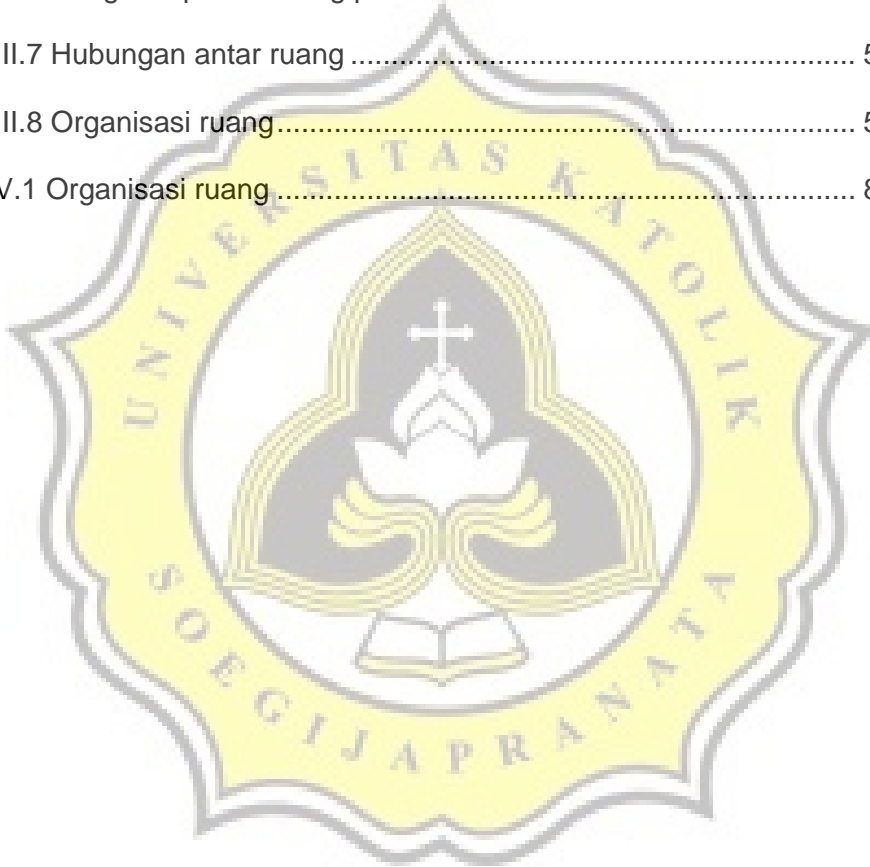 II.7 Hubungan antar ruang ........................................................... 5
II.8 Organisasi ruang .................................................................... 5
V.1 Organisasi ruang .................................................................... 8
UNIVERSITAS KATOLIK
SOEGIJAPRANATA